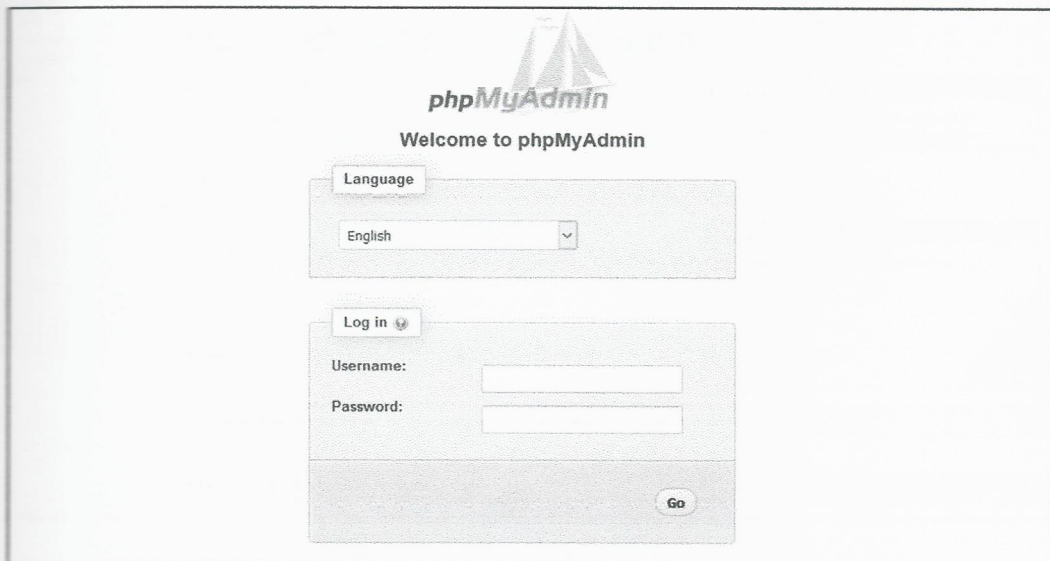 phpMyAdmin
Welcome to phpMyAdmin
Language
English
Log in
Username:
Password:
Go